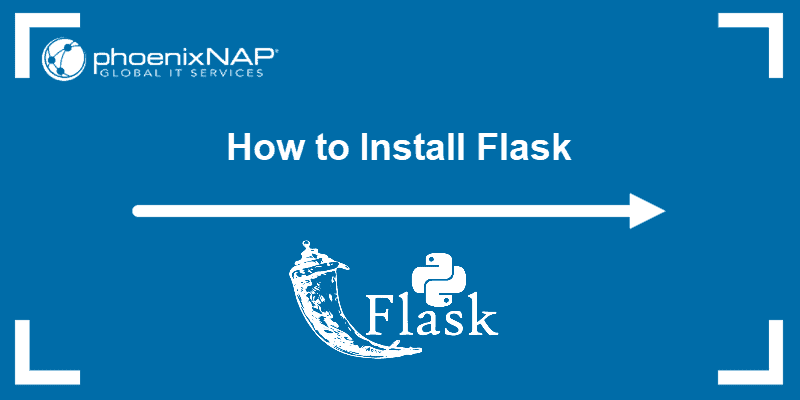 phoenixNAP®
GLOBAL IT SERVICES
How to Install Flask
Flask